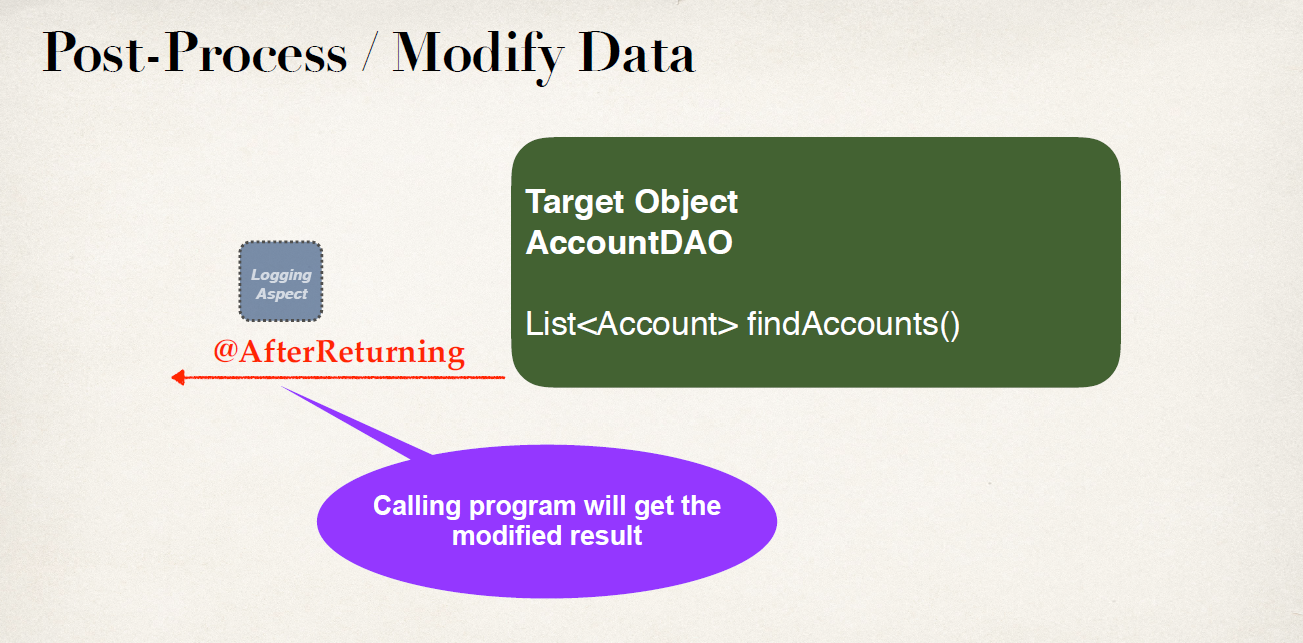 Post-Process / Modify Data
Target Object
AccountDAO
Logging
Aspect
List<Account> findAccounts()
@AfterReturning
Calling program will get the
modified result